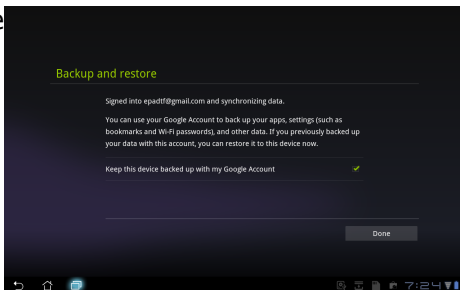 e
Backup and restore
Signed into epadtf@gmail.com and synchronizing data.
You can use your Google Account to back up your apps, settings (such as
bookmarks and Wi-Fi passwords), and other data. If you previously backed up
your data with this account, you can restore it to this device now.
Keep this device backed up with my Google Account
Done
7:24